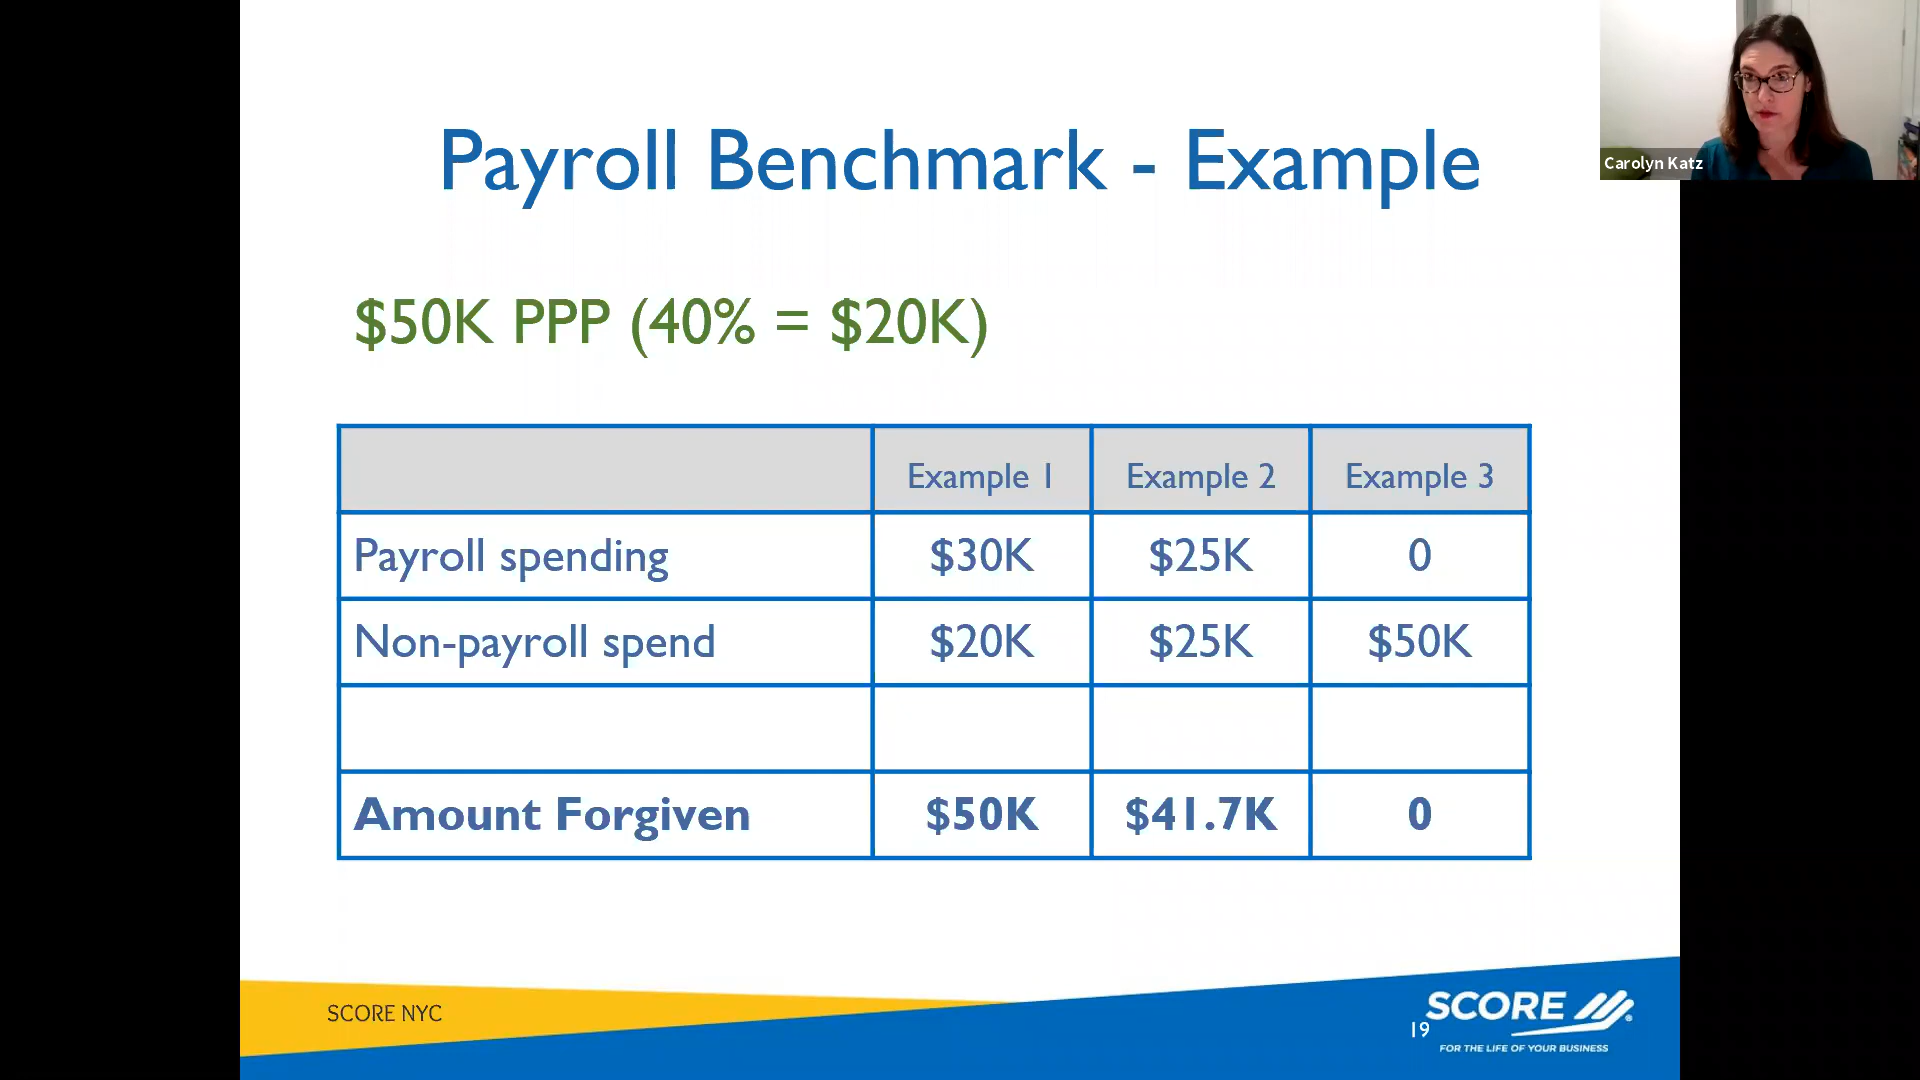 Carolyn Katz
Payroll Benchmark - Example
$50K PPP (40% = $20K)
Example 1 Example 2 Example 3
Payroll spending $30K $25K 0
Non-payroll spend $20K $25K $50K
Amount Forgiven $50K $41.7K 0
SCORE NYC
19
SCORE
FOR THE LIFE OF YOUR BUSINESS